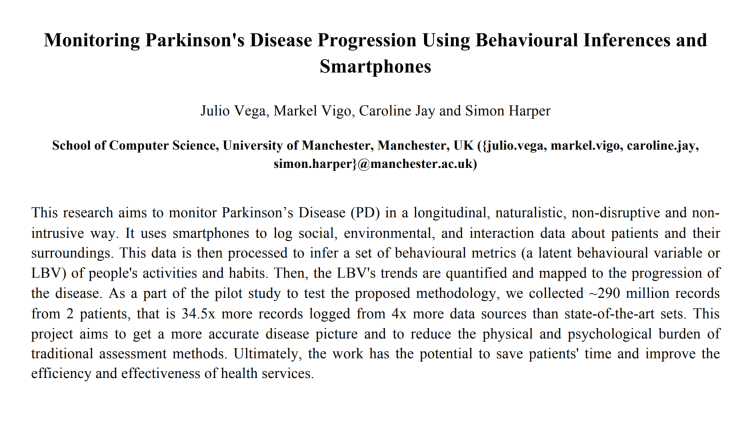 Monitoring Parkinson's Disease Progression Using Behavioural Inferences and
Smartphones
Julio Vega, Markel Vigo, Caroline Jay and Simon Harper
School of Computer Science, University of Manchester, Manchester, UK ({julio.vega, markel.vigo, caroline.jay,
simon.harper}@manchester.ac.uk)
This research aims to monitor Parkinson’s Disease (PD) in a longitudinal, naturalistic, non-disruptive and non-
intrusive way. It uses smartphones to log social, environmental, and interaction data about patients and their
surroundings. This data is then processed to infer a set of behavioural metrics (a latent behavioural variable or
LBV) of people's activities and habits. Then, the LBV's trends are quantified and mapped to the progression of
the disease. As a part of the pilot study to test the proposed methodology, we collected ~290 million records
from 2 patients, that is 34.5x more records logged from 4x more data sources than state-of-the-art sets. This
project aims to get a more accurate disease picture and to reduce the physical and psychological burden of
traditional assessment methods. Ultimately, the work has the potential to save patients' time and improve the
efficiency and effectiveness of health services.